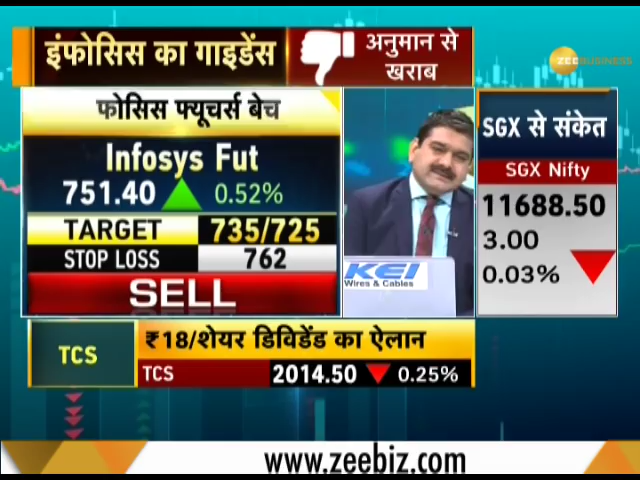 इंफोसिस का गाइडेंस
अनुमान से
खराब
ZEE BUSINESS
फोसिस फ्यूचर्स बेच
Infosys Fut
751.40 0.52%
TARGET 735/725
STOP LOSS 762
SELL
KEI
Wires & Cables
SGX से संकेत
SGX Nifty
11688.50
3.00
0.03%
TCS
₹18/शेयर डिविडेंड का ऐलान
TCS 2014.50 0.25%
www.zeebiz.com